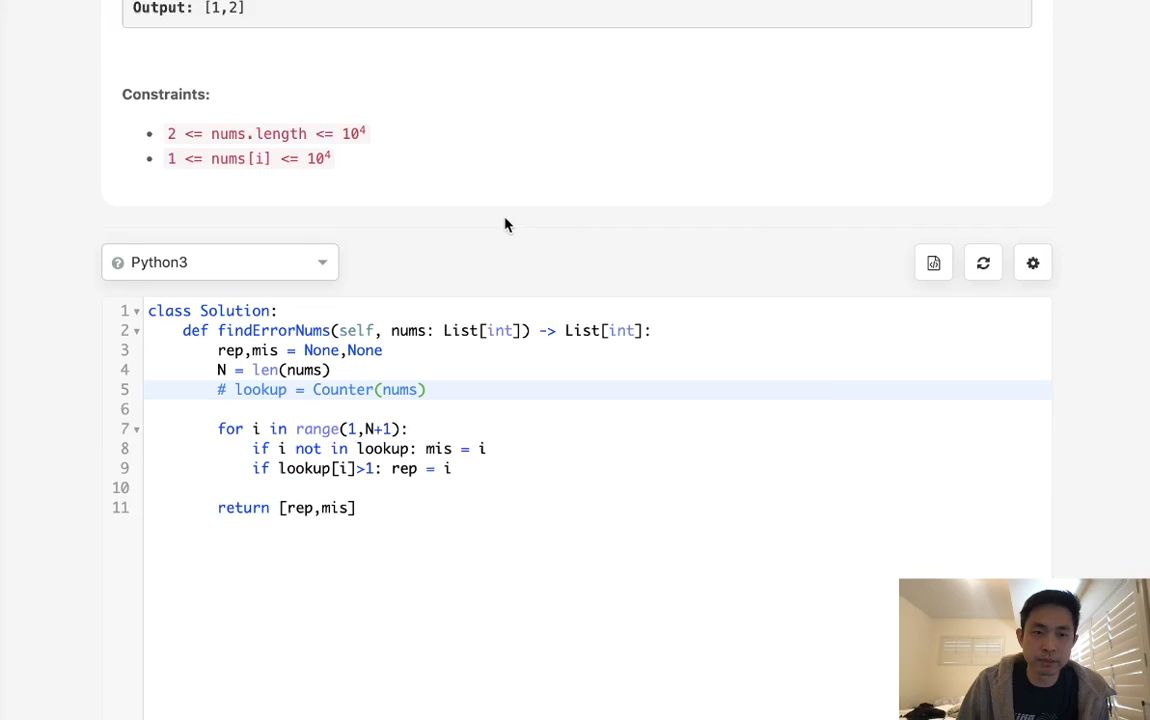 Output: [1,2]
Constraints:
• 2 <= nums.length <= 10⁴
• 1 <= nums[i] <= 10⁴
Python3
1 class Solution:
2 def findErrorNums(self, nums: List[int]) -> List[int]:
3 rep,mis = None,None
4 N = len(nums)
5 # lookup = Counter(nums)
6
7 for i in range(1,N+1):
8 if i not in lookup: mis = i
9 if lookup[i]>1: rep = i
10
11 return [rep,mis]